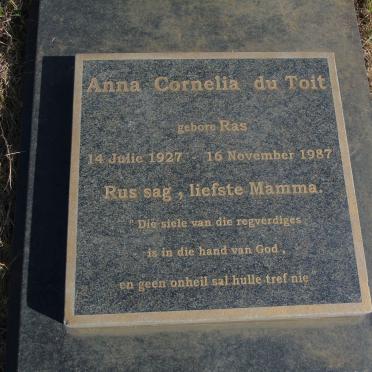 Anna Cornelia du Toit
gebore Ras
14 Julie 1927 - 16 November 1987
Rus sag, liefste Mamma.
" Die siele van die regverdiges
is in die hand van God,
en geen onheil sal hulle tref nie "